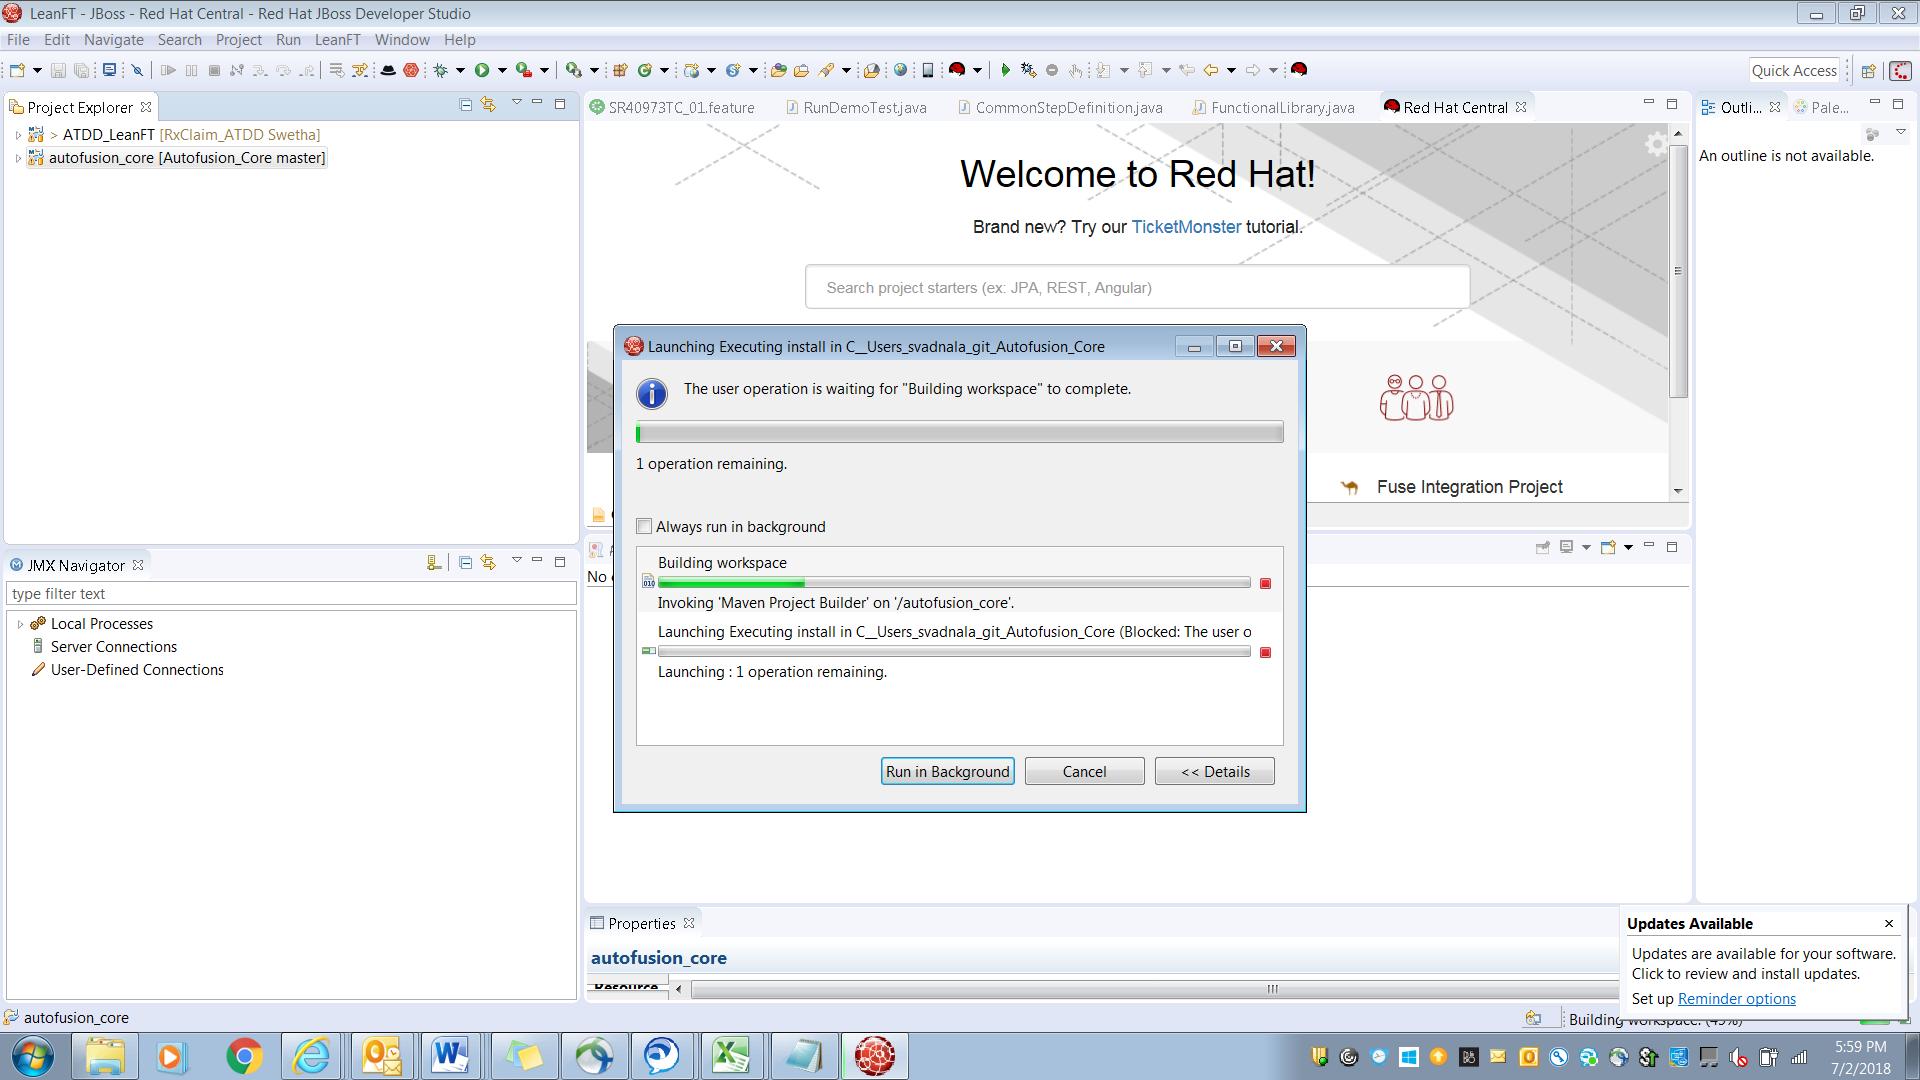 LeanFT - JBoss - Red Hat Central - Red Hat JBoss Developer Studio
File Edit Navigate Search Project Run LeanFT Window Help
Quick Access
Project Explorer
> ATDD_LeanFT [RxClaim_ATDD Swetha]
autofusion_core [Autofusion_Core master]
SR40973TC_01.feature RunDemoTest.java CommonStepDefinition.java FunctionalLibrary.java Red Hat Central
Outli... Pale...
An outline is not available.
Welcome to Red Hat!
Brand new? Try our TicketMonster tutorial.
Search project starters (ex: JPA, REST, Angular)
Fuse Integration Project
Launching Executing install in C__Users_svadnala_git_Autofusion_Core
The user operation is waiting for "Building workspace" to complete.
1 operation remaining.
Always run in background
Building workspace
Invoking 'Maven Project Builder' on '/autofusion_core'.
Launching Executing install in C__Users_svadnala_git_Autofusion_Core (Blocked: The user o
Launching : 1 operation remaining.
Run in Background Cancel << Details
JMX Navigator
type filter text
Local Processes
Server Connections
User-Defined Connections
Properties
autofusion_core
Resource
Updates Available
Updates are available for your software.
Click to review and install updates.
Set up Reminder options
autofusion_core
Building workspace: (45%)
5:59 PM
7/2/2018